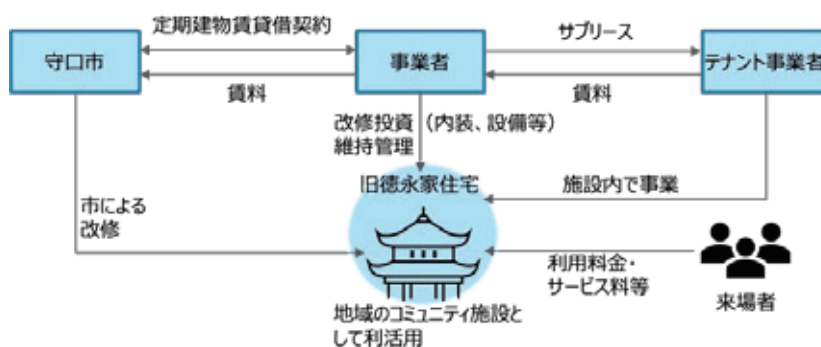 定期建物賃貸借契約
サブリース
守口市
事業者
テナント事業者
賃料
賃料
改修投資（内装、設備等）
維持管理
旧徳永家住宅
施設内で事業
市による
改修
利用料金・
サービス料等
来場者
地域のコミュニティ施設と
して利活用